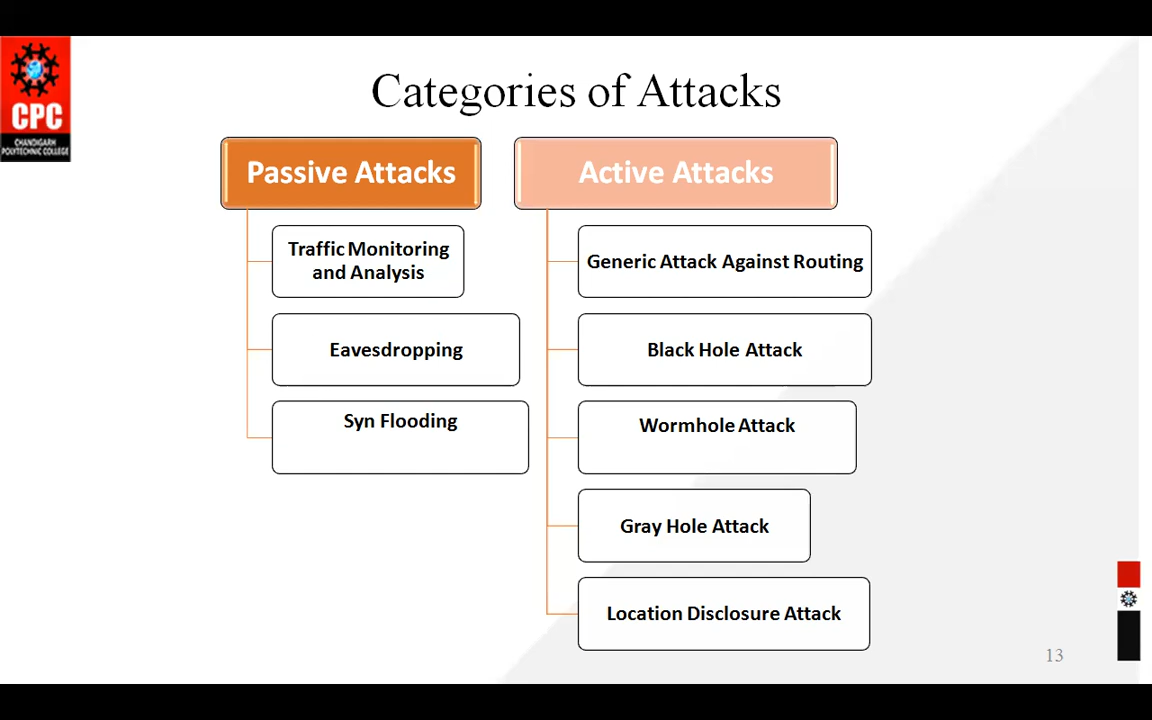 CPC
CHANDIGARH
POLYTECHNIC COLLEGE
Categories of Attacks
Passive Attacks
Traffic Monitoring
and Analysis
Eavesdropping
Syn Flooding
Active Attacks
Generic Attack Against Routing
Black Hole Attack
Wormhole Attack
Gray Hole Attack
Location Disclosure Attack
13